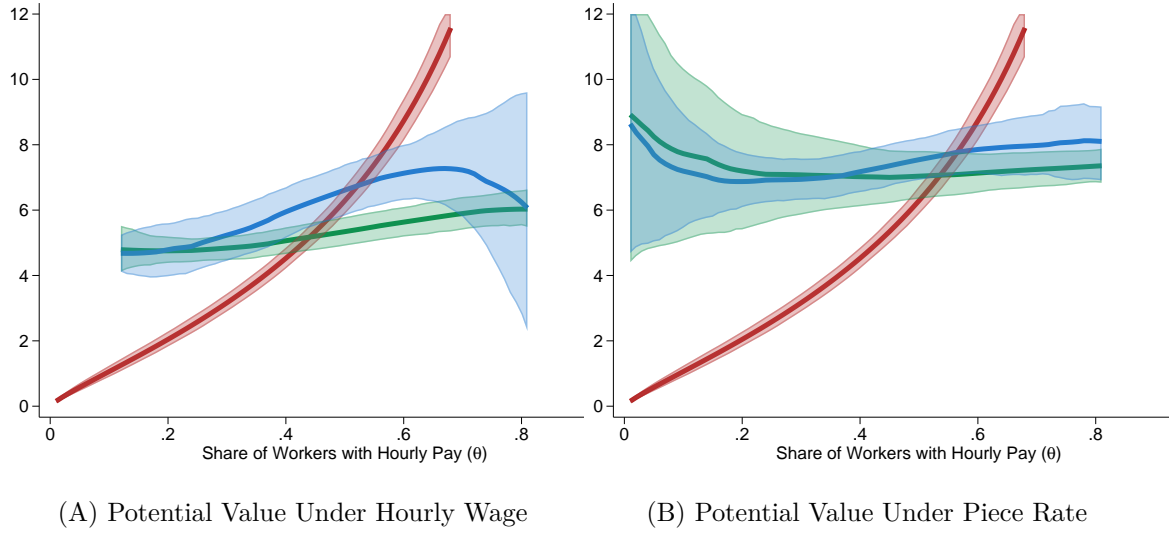 12
10
8
6
4
2
0
0 .2 .4 .6 .8
Share of Workers with Hourly Pay (θ)
(A) Potential Value Under Hourly Wage
12
10
8
6
4
2
0
0 .2 .4 .6 .8
Share of Workers with Hourly Pay (θ)
(B) Potential Value Under Piece Rate